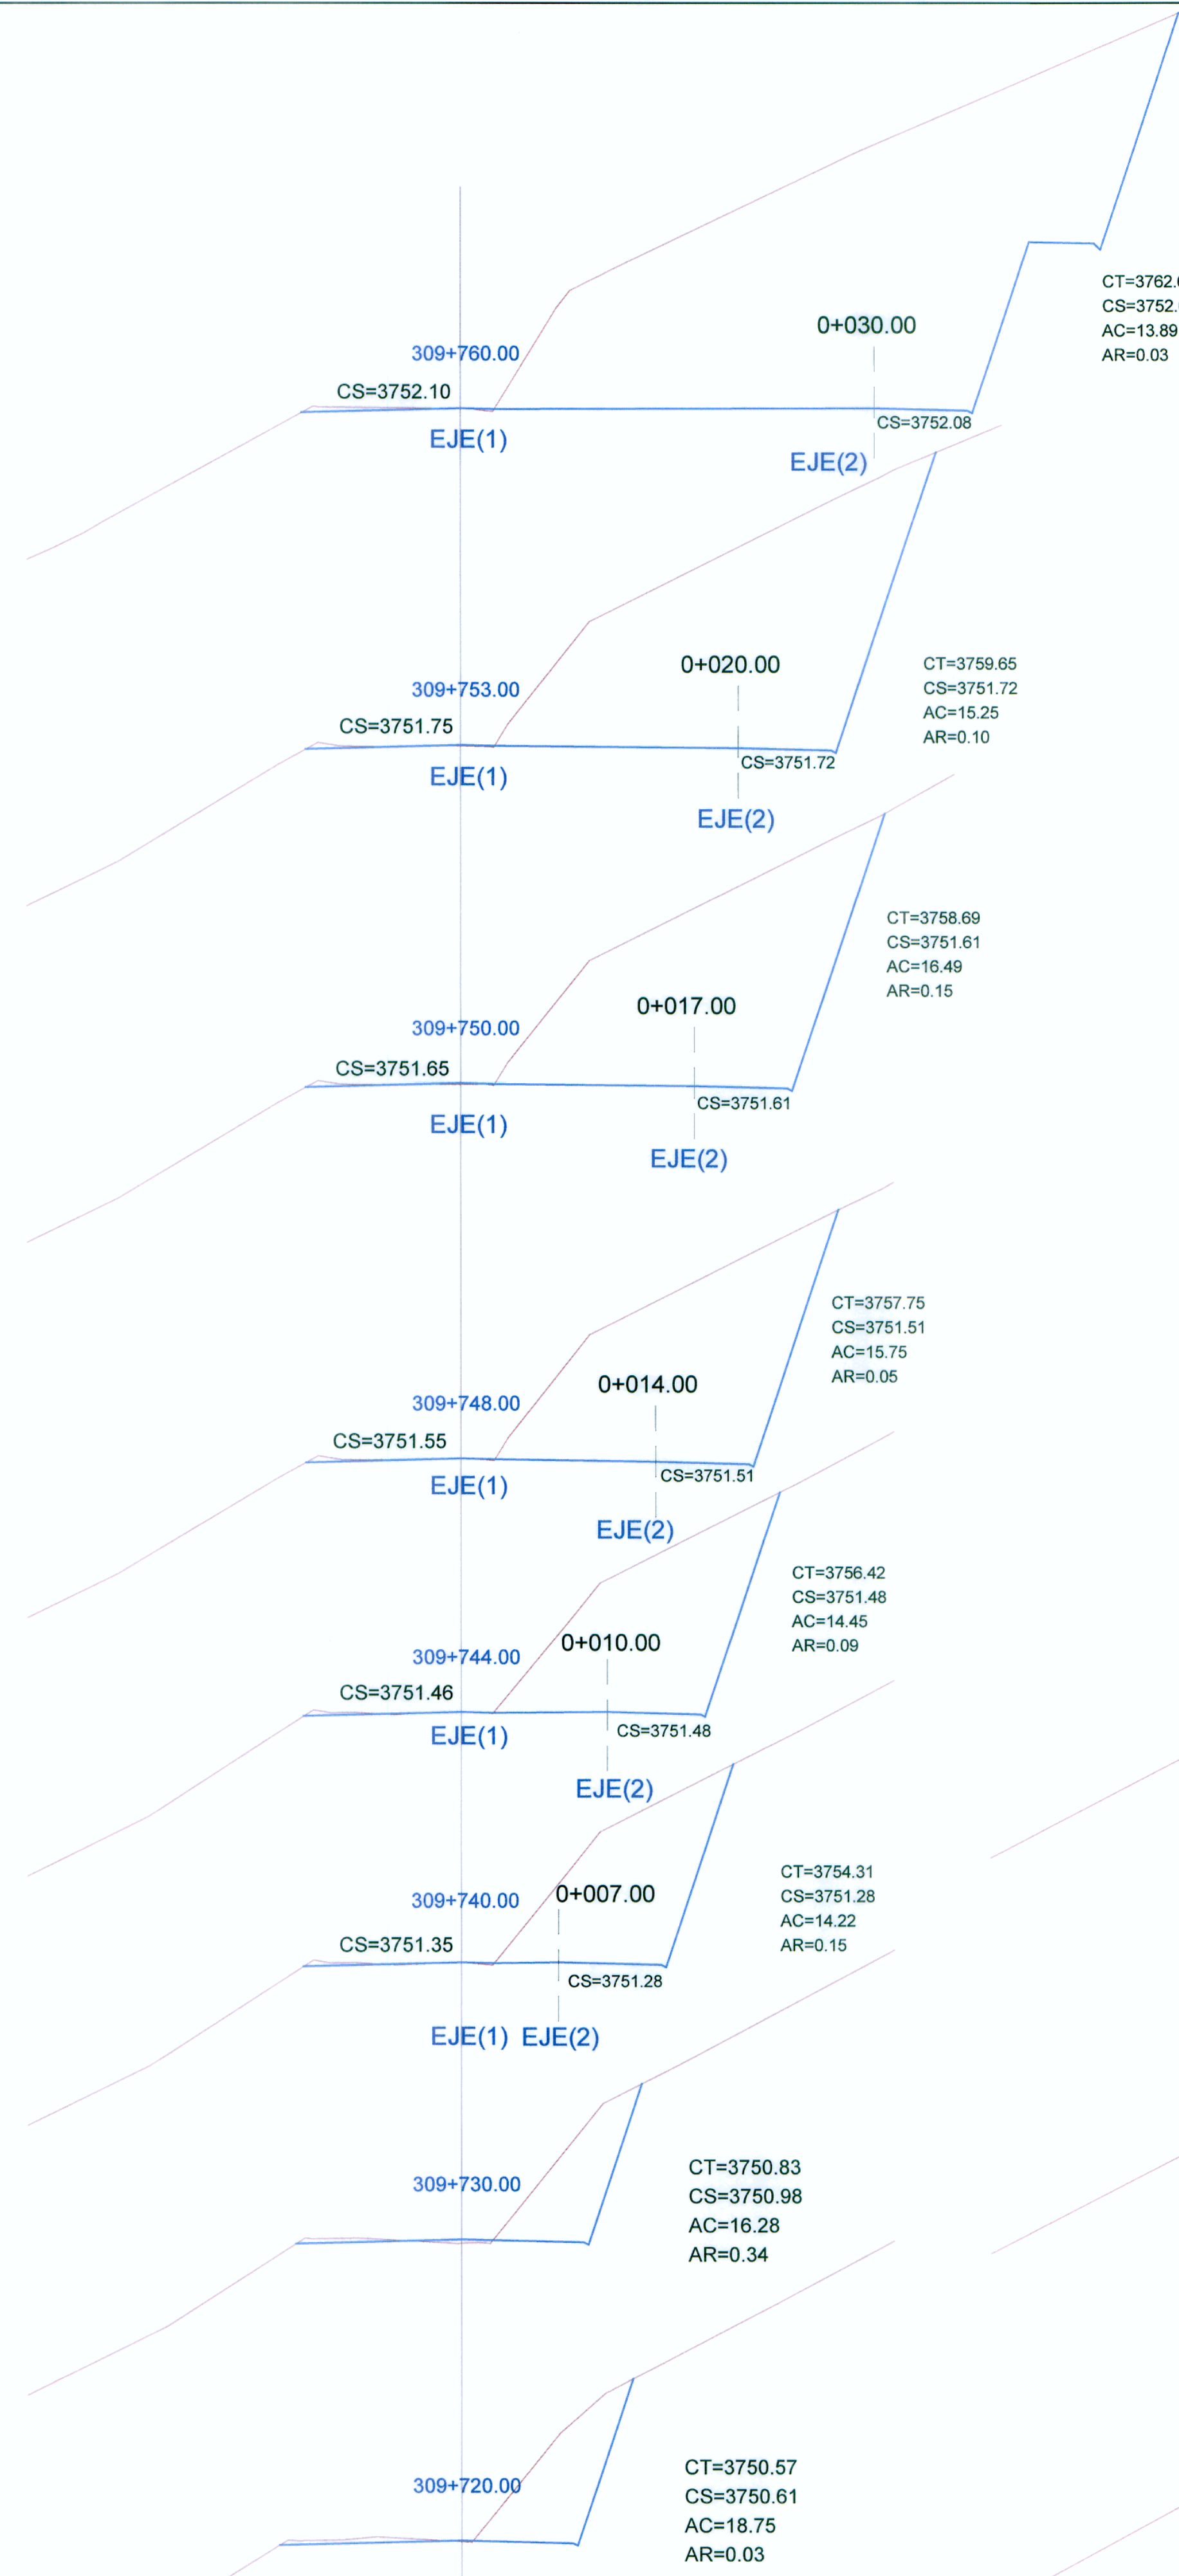 CT=3762.
CS=3752.
AC=13.89
AR=0.03
0+030.00
309+760.00
CS=3752.10
CS=3752.08
EJE(1)
EJE(2)
0+020.00
CT=3759.65
CS=3751.72
AC=15.25
AR=0.10
309+753.00
CS=3751.75
CS=3751.72
EJE(1)
EJE(2)
CT=3758.69
CS=3751.61
AC=16.49
AR=0.15
0+017.00
309+750.00
CS=3751.65
CS=3751.61
EJE(1)
EJE(2)
CT=3757.75
CS=3751.51
AC=15.75
AR=0.05
0+014.00
309+748.00
CS=3751.55
CS=3751.51
EJE(1)
EJE(2)
CT=3756.42
CS=3751.48
AC=14.45
AR=0.09
0+010.00
309+744.00
CS=3751.46
CS=3751.48
EJE(1)
EJE(2)
CT=3754.31
CS=3751.28
AC=14.22
AR=0.15
0+007.00
309+740.00
CS=3751.35
CS=3751.28
EJE(1) EJE(2)
309+730.00
CT=3750.83
CS=3750.98
AC=16.28
AR=0.34
309+720.00
CT=3750.57
CS=3750.61
AC=18.75
AR=0.03